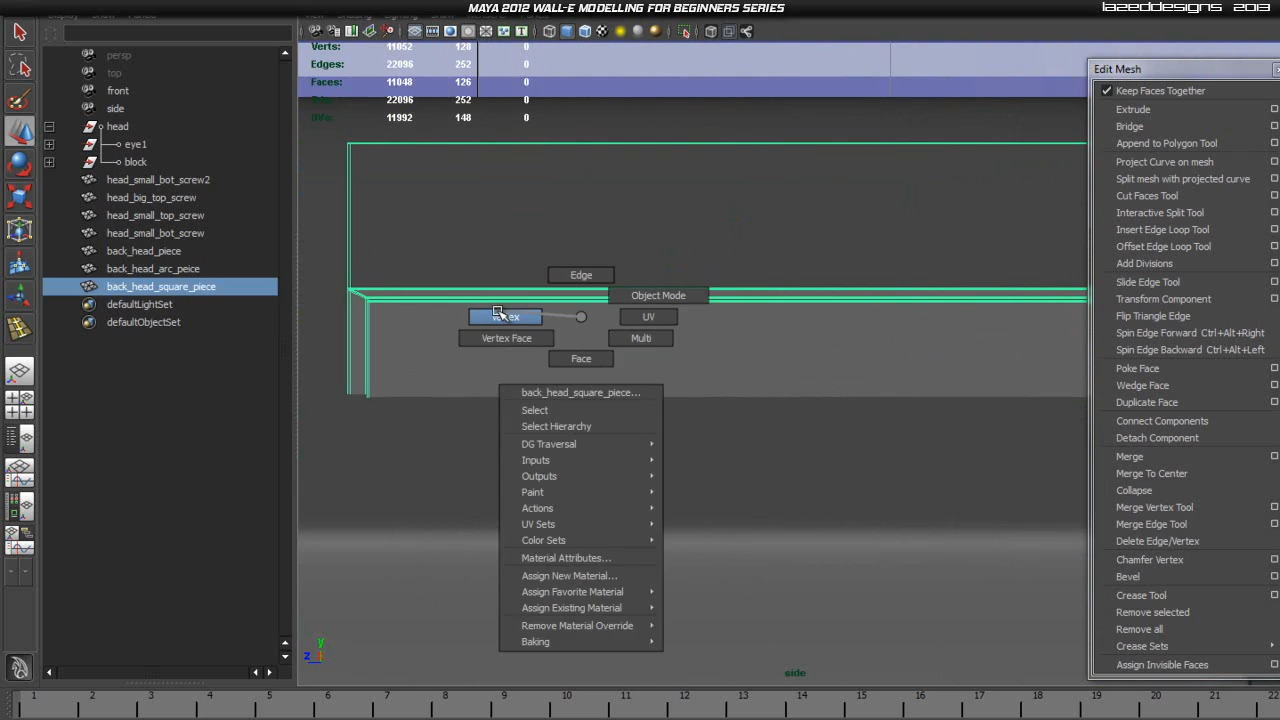 MAYA 2012 WALL-E MODELLING FOR BEGINNERS SERIES
LAZEDDESIGNS 2013
persp
top
front
side
head
eye1
block
head_small_bot_screw2
head_big_top_screw
head_small_top_screw
head_small_bot_screw
back_head_piece
back_head_arc_peice
back_head_square_piece
defaultLightSet
defaultObjectSet
Verts: 11052 128 0
Edges: 22096 252 0
Faces: 11048 126 0
Tris: 22096 252 0
UVs: 11992 148 0
Edge
Object Mode
Vertex
UV
Vertex Face
Multi
Face
back_head_square_piece...
Select
Select Hierarchy
DG Traversal
Inputs
Outputs
Paint
Actions
UV Sets
Color Sets
Material Attributes...
Assign New Material...
Assign Favorite Material
Assign Existing Material
Remove Material Override
Baking
y
z
side
Edit Mesh
Keep Faces Together
Extrude
Bridge
Append to Polygon Tool
Project Curve on mesh
Split mesh with projected curve
Cut Faces Tool
Interactive Split Tool
Insert Edge Loop Tool
Offset Edge Loop Tool
Add Divisions
Slide Edge Tool
Transform Component
Flip Triangle Edge
Spin Edge Forward Ctrl+Alt+Right
Spin Edge Backward Ctrl+Alt+Left
Poke Face
Wedge Face
Duplicate Face
Connect Components
Detach Component
Merge
Merge To Center
Collapse
Merge Vertex Tool
Merge Edge Tool
Delete Edge/Vertex
Chamfer Vertex
Bevel
Crease Tool
Remove selected
Remove all
Crease Sets
Assign Invisible Faces
1 2 3 4 5 6 7 8 9 10 11 12 13 14 15 16 17 18 19 20 21 22